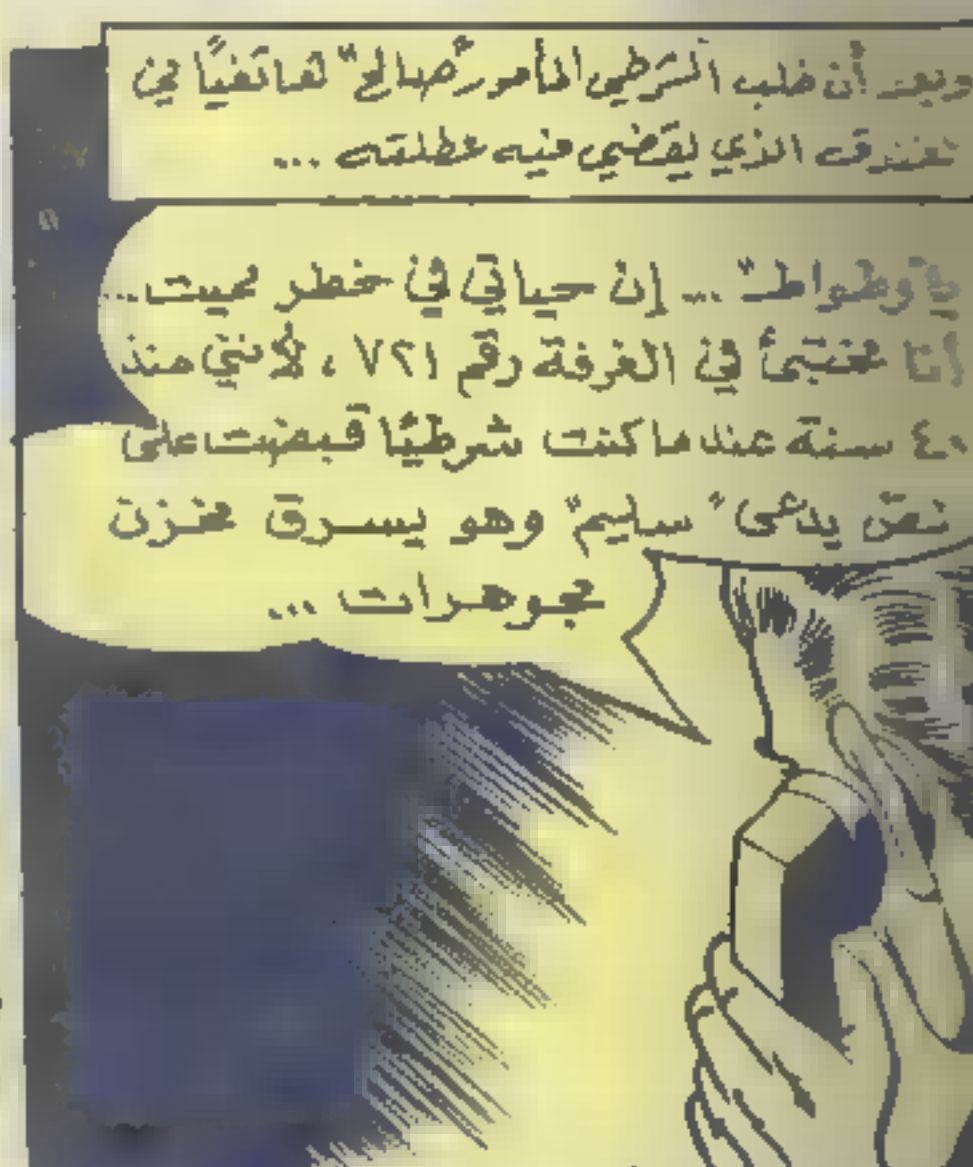 وبعد أن طلب الشرطي المأمور "صالح" هاتفيًا في
الفندق الذي يقضي فيه عطلته ...
يا "وطواط" ... إن حياتي في خطر مميت...
أنا مختبئ في الغرفة رقم ٧٢١ ، لأنني منذ
٤٠ سنة عندما كنت شرطيًا قبضت على
لص يدعى "سليم" وهو يسرق مخزن
مجوهرات ...